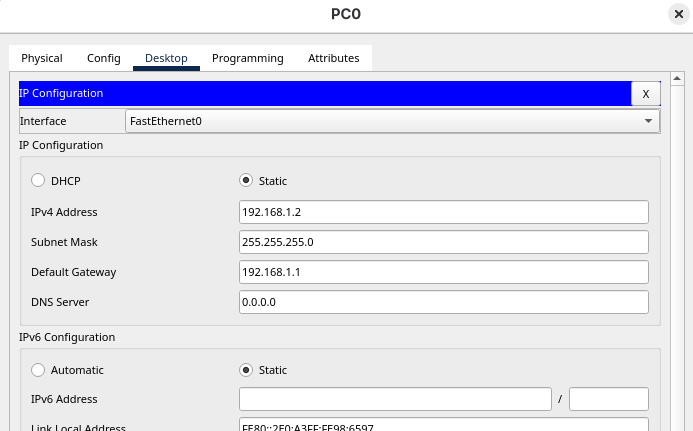 PC0
Physical Config Desktop Programming Attributes
IP Configuration X
Interface FastEthernet0
IP Configuration
DHCP Static
IPv4 Address 192.168.1.2
Subnet Mask 255.255.255.0
Default Gateway 192.168.1.1
DNS Server 0.0.0.0
IPv6 Configuration
Automatic Static
IPv6 Address /
Link Local Address FE80::2E0:A3FF:FE98:6597